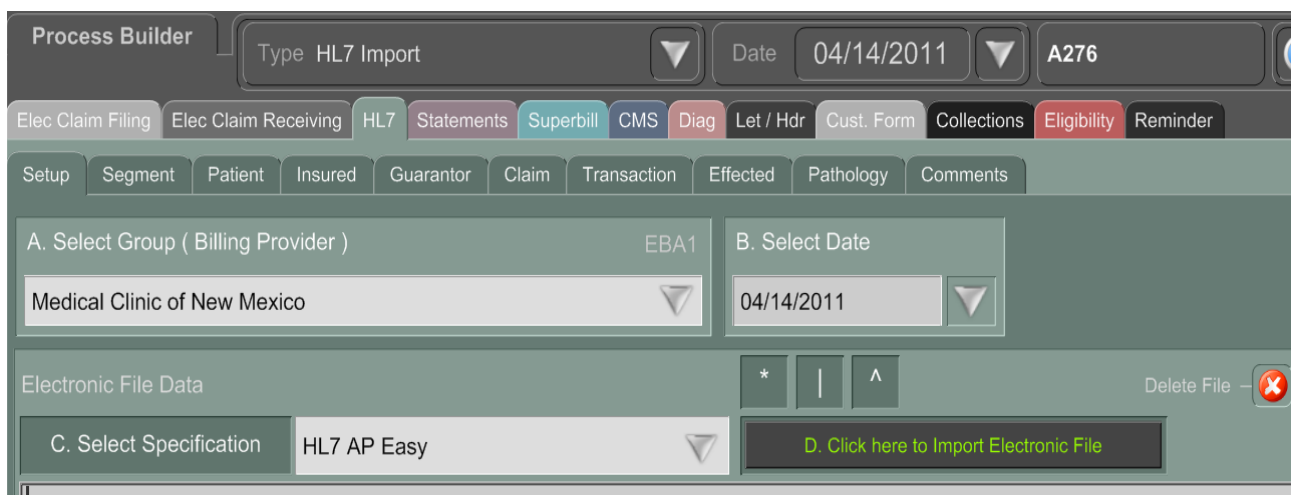 Process Builder
Type HL7 Import
Date 04/14/2011
A276
Elec Claim Filing Elec Claim Receiving HL7 Statements Superbill CMS Diag Let / Hdr Cust. Form Collections Eligibility Reminder
Setup Segment Patient Insured Guarantor Claim Transaction Effected Pathology Comments
A. Select Group ( Billing Provider ) EBA1 B. Select Date
Medical Clinic of New Mexico 04/14/2011
Electronic File Data * | ^ Delete File
C. Select Specification HL7 AP Easy D. Click here to Import Electronic File